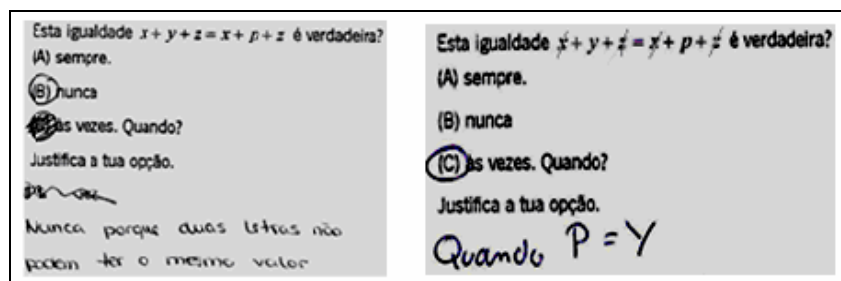 Esta igualdade x + y + z = x + p + z é verdadeira?
(A) sempre.
(B) nunca
às vezes. Quando?
Justifica a tua opção.
Nunca porque duas letras não
podem ter o mesmo valor
Esta igualdade x + y + z = x + p + z é verdadeira?
(A) sempre.
(B) nunca
(C) às vezes. Quando?
Justifica a tua opção.
Quando P = Y